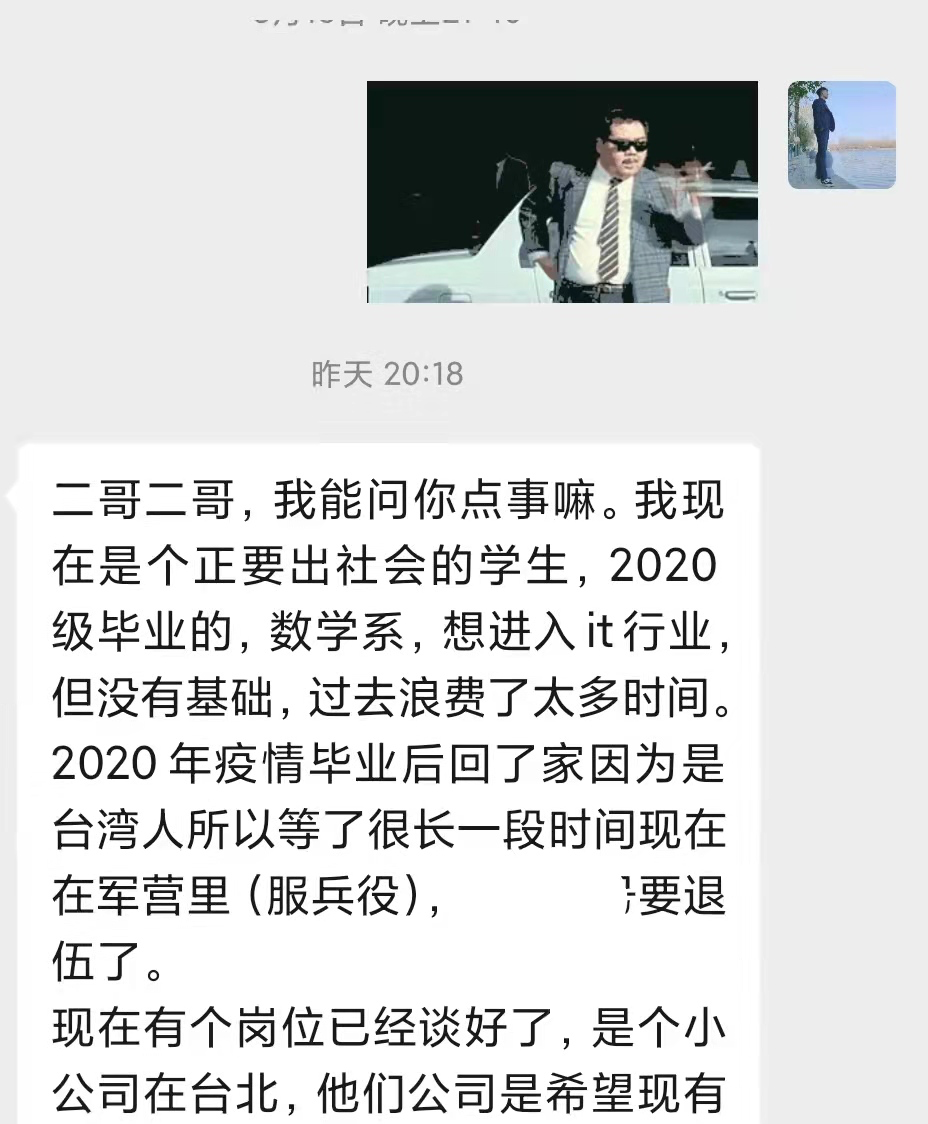 昨天 20:18
二哥二哥，我能问你点事嘛。我现
在是个正要出社会的学生，2020
级毕业的，数学系，想进入it行业，
但没有基础，过去浪费了太多时间。
2020年疫情毕业后回了家因为是
台湾人所以等了很长一段时间现在
在军营里（服兵役），
要退
伍了。
现在有个岗位已经谈好了，是个小
公司在台北，他们公司是希望现有